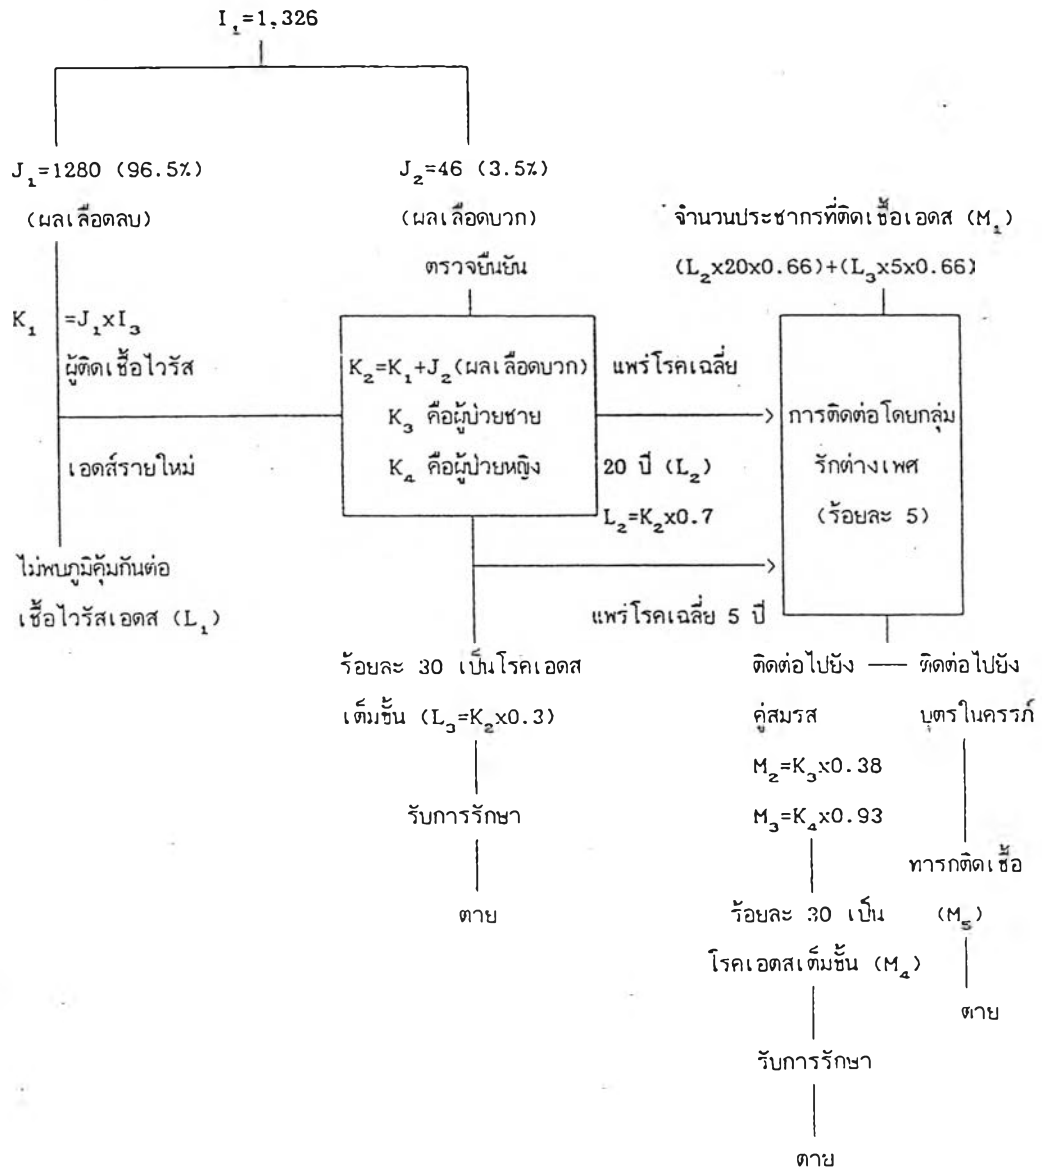 I₁=1,326
J₁=1280 (96.5%)
(ผลเลือดลบ)
J₂=46 (3.5%)
(ผลเลือดบวก)
ตรวจยืนยัน
จำนวนประชากรที่ติดเชื้อเอดส (M₁)
(L₂x20x0.66)+(L₃x5x0.66)
K₁ =J₁xI₃
ผู้ติดเชื้อไวรัส
เอดส์รายใหม่
ไม่พบภูมิคุ้มกันต่อ
เชื้อไวรัสเอดส (L₁)
K₂=K₁+J₂(ผลเลือดบวก)
K₃ คือผู้ป่วยชาย
K₄ คือผู้ป่วยหญิง
แพร่โรคเฉลี่ย
20 ปี (L₂)
L₂=K₂x0.7
แพร่โรคเฉลี่ย 5 ปี
การติดต่อโดยกลุ่ม
รักต่างเพศ
(ร้อยละ 5)
ร้อยละ 30 เป็นโรคเอดส
เต็มขั้น (L₃=K₂x0.3)
รับการรักษา
ตาย
ติดต่อไปยัง
คู่สมรส
M₂=K₃x0.38
M₃=K₄x0.93
ร้อยละ 30 เป็น
โรคเอดสเต็มขั้น (M₄)
รับการรักษา
ตาย
ติดต่อไปยัง
บุตรในครรภ์
ทารกติดเชื้อ
(M₅)
ตาย